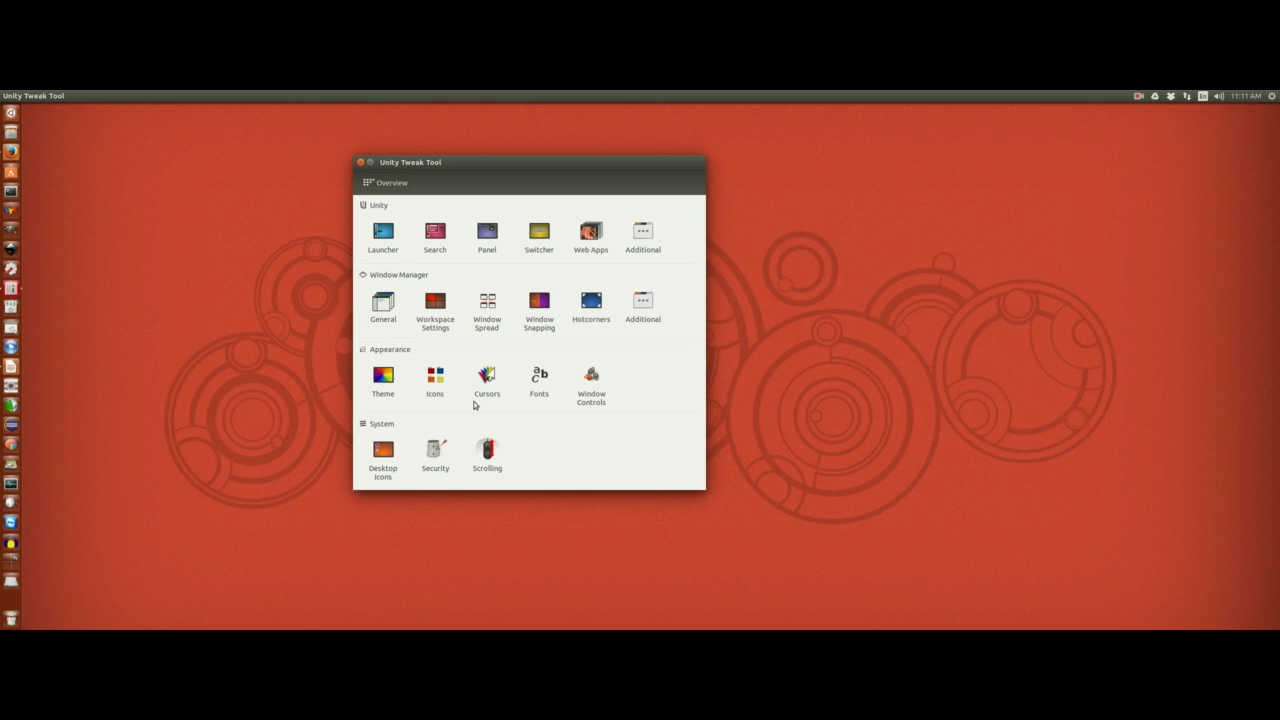 Unity Tweak Tool
En
11:11 AM
Unity Tweak Tool
Overview
Unity
Launcher
Search
Panel
Switcher
Web Apps
Additional
Window Manager
General
Workspace
Settings
Window
Spread
Window
Snapping
Hotcorners
Additional
Appearance
Theme
Icons
Cursors
Fonts
Window
Controls
System
Desktop
Icons
Security
Scrolling